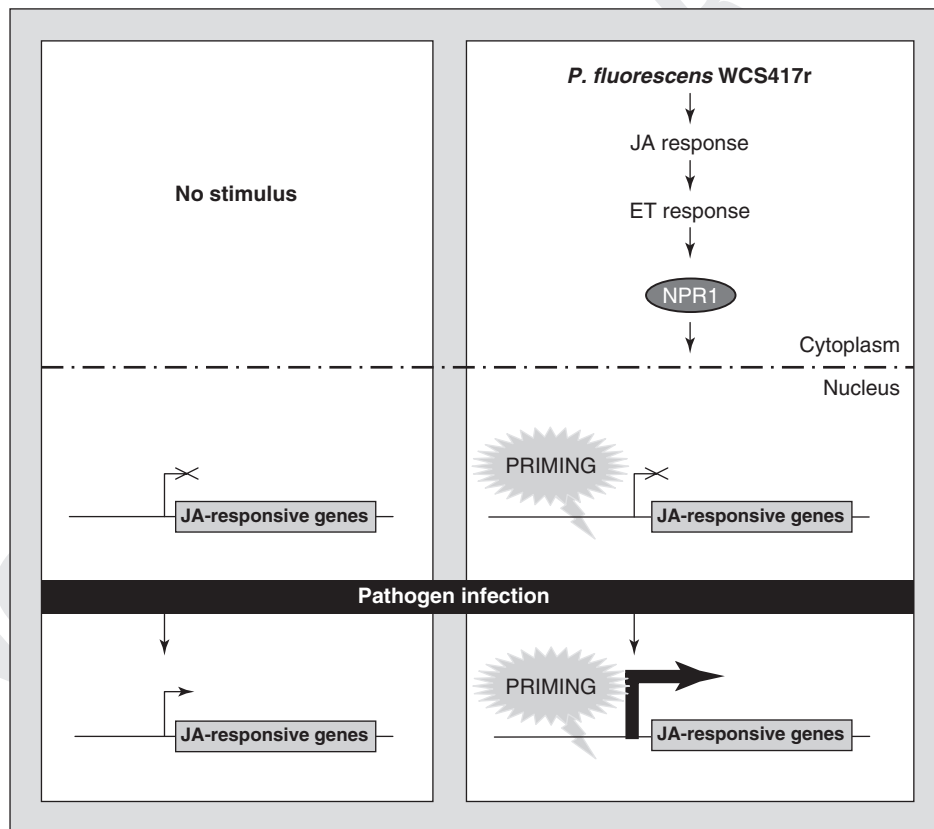 No stimulus
P. fluorescens WCS417r
JA response
ET response
NPR1
Cytoplasm
Nucleus
JA-responsive genes
PRIMING
JA-responsive genes
Pathogen infection
JA-responsive genes
PRIMING
JA-responsive genes